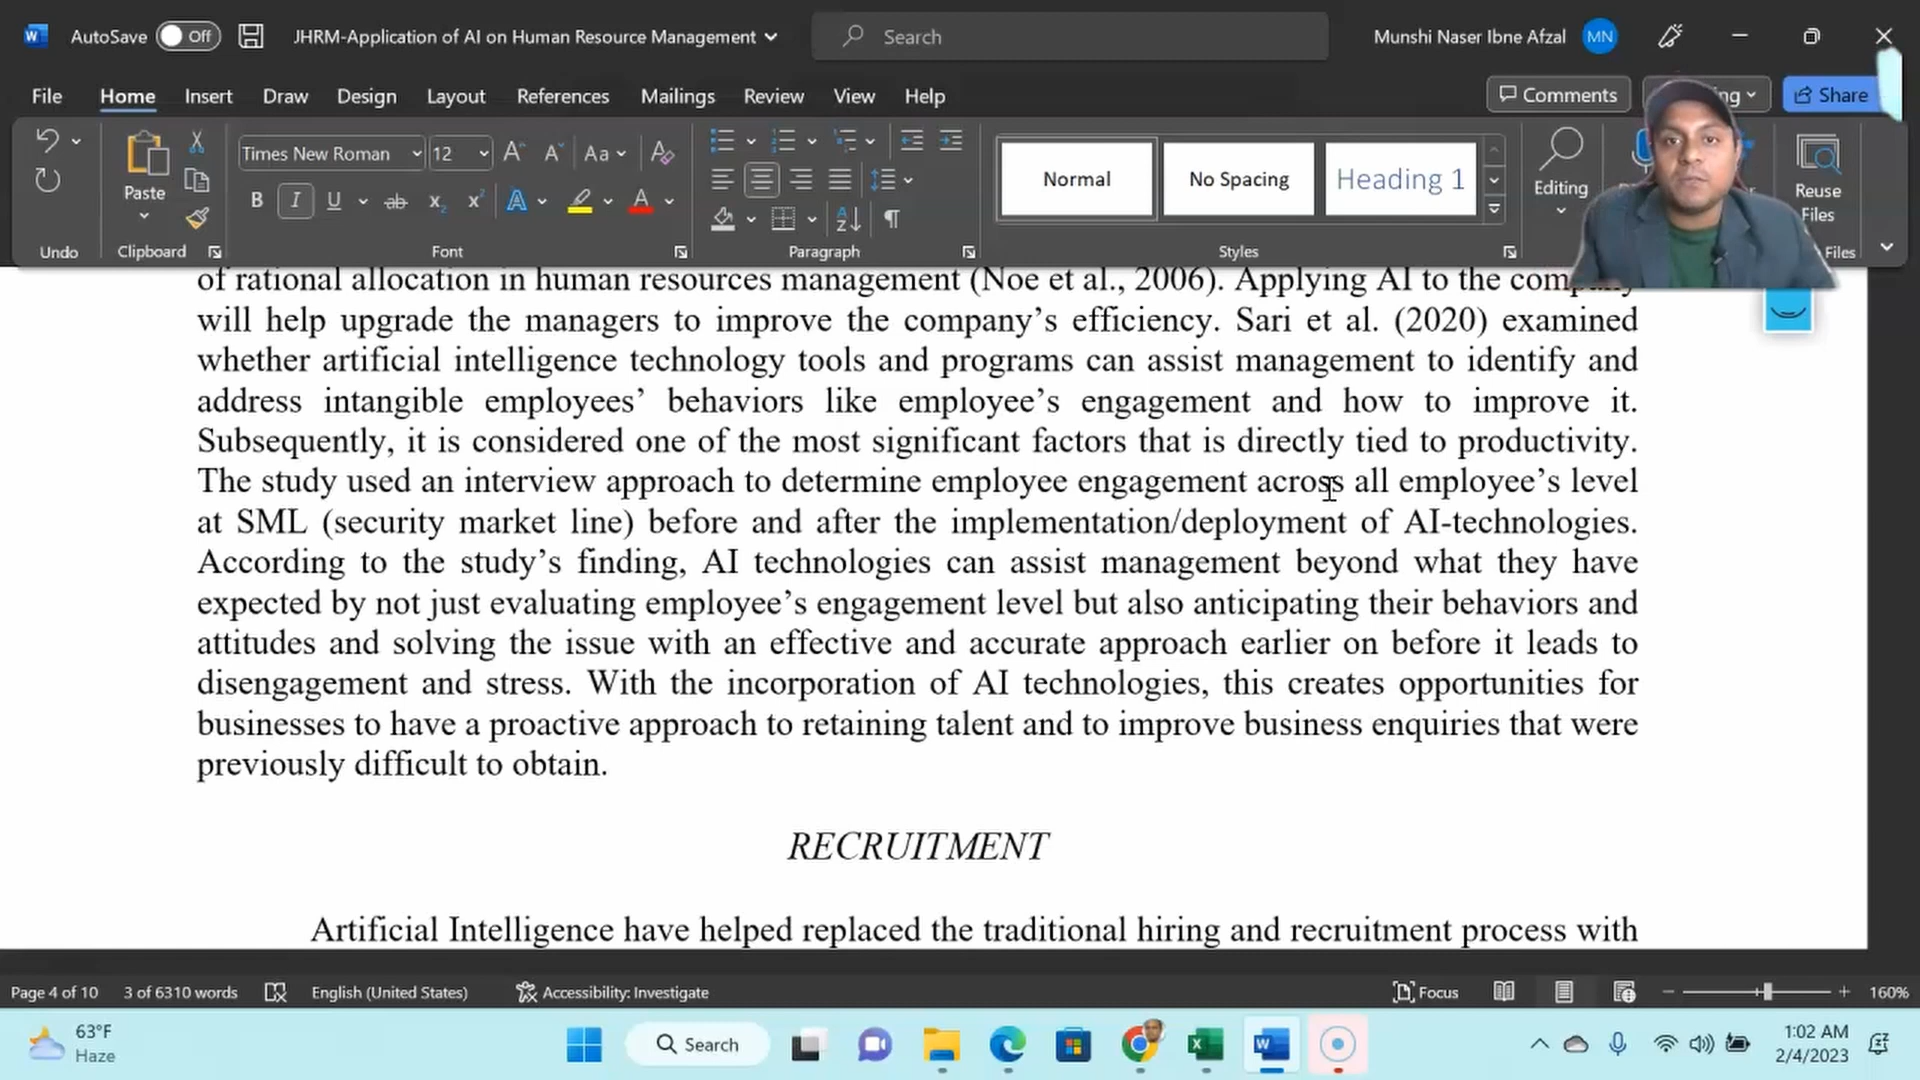 AutoSave Off JHRM-Application of AI on Human Resource Management Search Munshi Naser Ibne Afzal MN
File Home Insert Draw Design Layout References Mailings Review View Help Comments Share
Times New Roman 12 Aa
Paste
B I U ab x2 x2 A A
Normal No Spacing Heading 1
Editing
Reuse
Files
Undo Clipboard Font Paragraph Styles Files
of rational allocation in human resources management (Noe et al., 2006). Applying AI to the company
will help upgrade the managers to improve the company’s efficiency. Sari et al. (2020) examined
whether artificial intelligence technology tools and programs can assist management to identify and
address intangible employees’ behaviors like employee’s engagement and how to improve it.
Subsequently, it is considered one of the most significant factors that is directly tied to productivity.
The study used an interview approach to determine employee engagement across all employee’s level
at SML (security market line) before and after the implementation/deployment of AI-technologies.
According to the study’s finding, AI technologies can assist management beyond what they have
expected by not just evaluating employee’s engagement level but also anticipating their behaviors and
attitudes and solving the issue with an effective and accurate approach earlier on before it leads to
disengagement and stress. With the incorporation of AI technologies, this creates opportunities for
businesses to have a proactive approach to retaining talent and to improve business enquiries that were
previously difficult to obtain.
RECRUITMENT
Artificial Intelligence have helped replaced the traditional hiring and recruitment process with
Page 4 of 10 3 of 6310 words English (United States) Accessibility: Investigate Focus 160%
63°F
Haze
Search
1:02 AM
2/4/2023